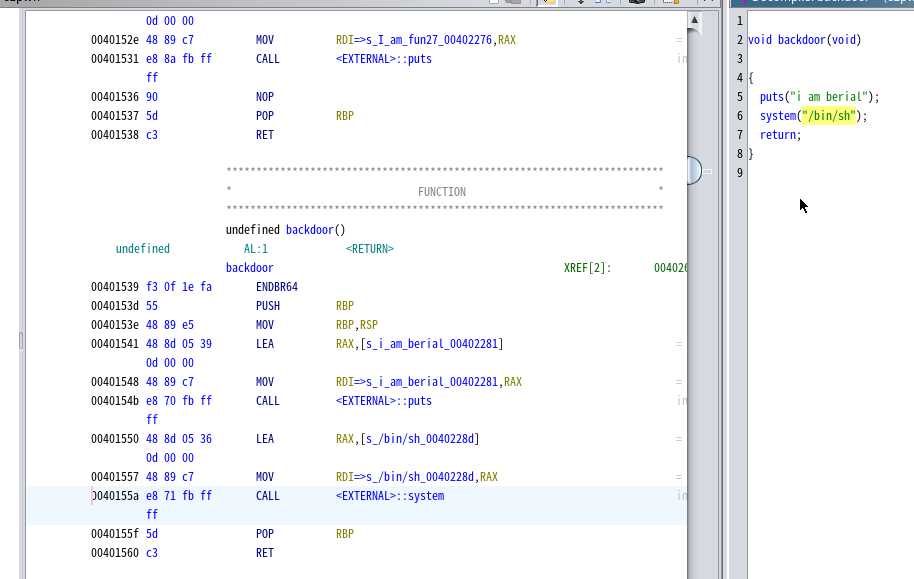 0d 00 00
0040152e 48 89 c7 MOV RDI=>s_I_am_fun27_00402276,RAX =
00401531 e8 8a fb ff CALL <EXTERNAL>::puts in
ff
00401536 90 NOP
00401537 5d POP RBP
00401538 c3 RET
*************************************************************************
* FUNCTION *
*************************************************************************
undefined backdoor()
undefined AL:1 <RETURN>
backdoor XREF[2]: 004026
00401539 f3 0f 1e fa ENDBR64
0040153d 55 PUSH RBP
0040153e 48 89 e5 MOV RBP,RSP
00401541 48 8d 05 39 LEA RAX,[s_i_am_berial_00402281] =
0d 00 00
00401548 48 89 c7 MOV RDI=>s_i_am_berial_00402281,RAX =
0040154b e8 70 fb ff CALL <EXTERNAL>::puts in
ff
00401550 48 8d 05 36 LEA RAX,[s_/bin/sh_0040228d] =
0d 00 00
00401557 48 89 c7 MOV RDI=>s_/bin/sh_0040228d,RAX =
0040155a e8 71 fb ff CALL <EXTERNAL>::system in
ff
0040155f 5d POP RBP
00401560 c3 RET
1
2 void backdoor(void)
3
4 {
5 puts("i am berial");
6 system("/bin/sh");
7 return;
8 }
9